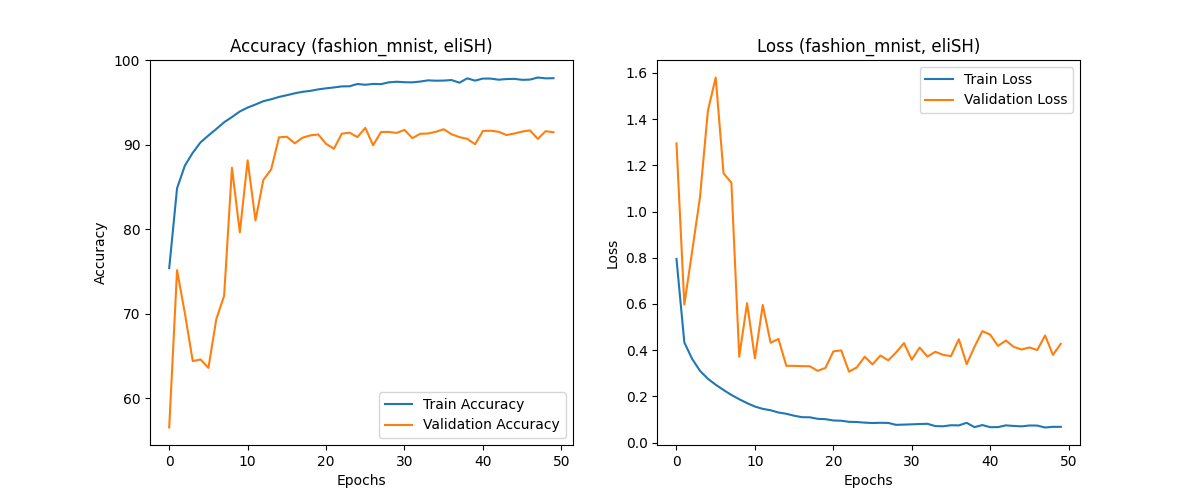 Accuracy (fashion_mnist, eliSH)
100
90
80
70
60
Accuracy
0 10 20 30 40 50
Epochs
Train Accuracy
Validation Accuracy
Loss (fashion_mnist, eliSH)
1.6
1.4
1.2
1.0
0.8
0.6
0.4
0.2
0.0
Loss
0 10 20 30 40 50
Epochs
Train Loss
Validation Loss